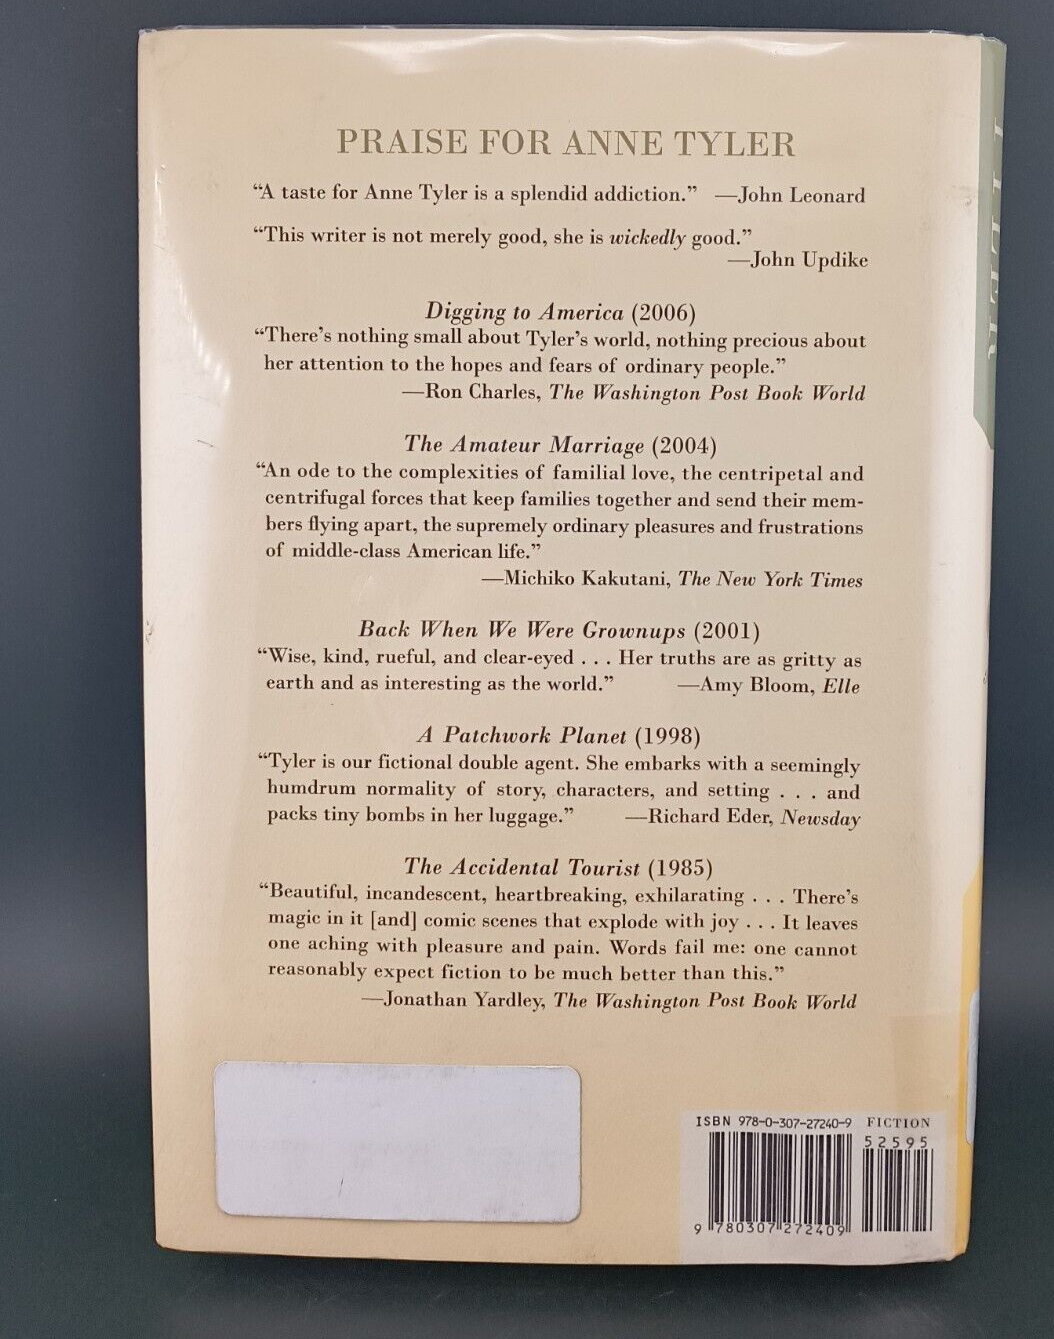 PRAISE FOR ANNE TYLER
“A taste for Anne Tyler is a splendid addiction.” —John Leonard
“This writer is not merely good, she is wickedly good.”
—John Updike
Digging to America (2006)
“There’s nothing small about Tyler’s world, nothing precious about
her attention to the hopes and fears of ordinary people.”
—Ron Charles, The Washington Post Book World
The Amateur Marriage (2004)
“An ode to the complexities of familial love, the centripetal and
centrifugal forces that keep families together and send their mem-
bers flying apart, the supremely ordinary pleasures and frustrations
of middle-class American life.”
—Michiko Kakutani, The New York Times
Back When We Were Grownups (2001)
“Wise, kind, rueful, and clear-eyed . . . Her truths are as gritty as
earth and as interesting as the world.” —Amy Bloom, Elle
A Patchwork Planet (1998)
“Tyler is our fictional double agent. She embarks with a seemingly
humdrum normality of story, characters, and setting . . . and
packs tiny bombs in her luggage.” —Richard Eder, Newsday
The Accidental Tourist (1985)
“Beautiful, incandescent, heartbreaking, exhilarating . . . There’s
magic in it [and] comic scenes that explode with joy . . . It leaves
one aching with pleasure and pain. Words fail me: one cannot
reasonably expect fiction to be much better than this.”
—Jonathan Yardley, The Washington Post Book World
ISBN 978-0-307-27240-9 FICTION
52595
9 780307 272409